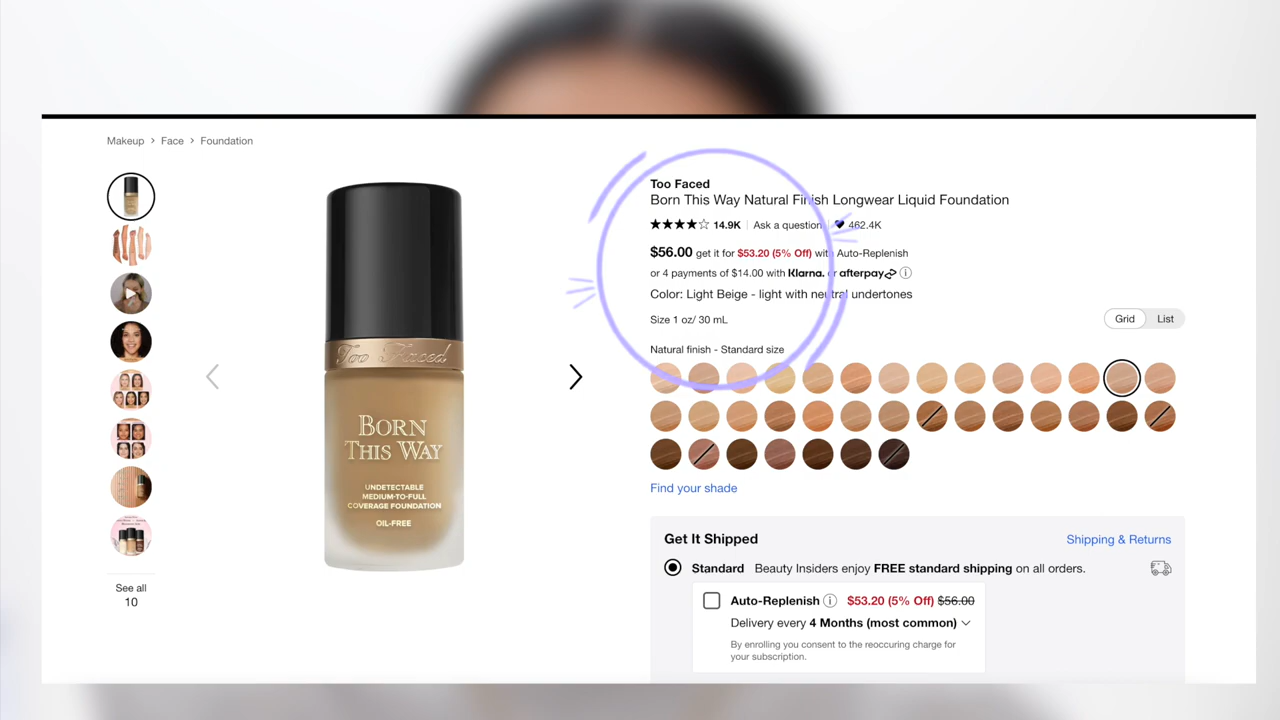 Makeup > Face > Foundation
See all
10
Too Faced
BORN
THIS WAY
UNDETECTABLE
MEDIUM-TO-FULL
COVERAGE FOUNDATION
OIL-FREE
Too Faced
Born This Way Natural Finish Longwear Liquid Foundation
14.9K | Ask a question | 462.4K
$56.00 get it for $53.20 (5% Off) with Auto-Replenish
or 4 payments of $14.00 with Klarna. or afterpay
Color: Light Beige - light with neutral undertones
Size 1 oz/ 30 mL
Grid List
Natural finish - Standard size
Find your shade
Get It Shipped
Shipping & Returns
Standard Beauty Insiders enjoy FREE standard shipping on all orders.
Auto-Replenish $53.20 (5% Off) $56.00
Delivery every 4 Months (most common)
By enrolling you consent to the reoccuring charge for
your subscription.